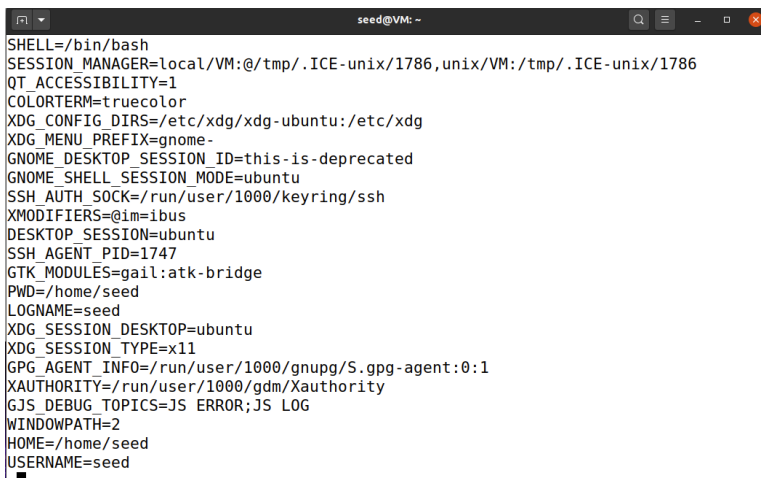 seed@VM: ~
SHELL=/bin/bash
SESSION_MANAGER=local/VM:@/tmp/.ICE-unix/1786,unix/VM:/tmp/.ICE-unix/1786
QT_ACCESSIBILITY=1
COLORTERM=truecolor
XDG_CONFIG_DIRS=/etc/xdg/xdg-ubuntu:/etc/xdg
XDG_MENU_PREFIX=gnome-
GNOME_DESKTOP_SESSION_ID=this-is-deprecated
GNOME_SHELL_SESSION_MODE=ubuntu
SSH_AUTH_SOCK=/run/user/1000/keyring/ssh
XMODIFIERS=@im=ibus
DESKTOP_SESSION=ubuntu
SSH_AGENT_PID=1747
GTK_MODULES=gail:atk-bridge
PWD=/home/seed
LOGNAME=seed
XDG_SESSION_DESKTOP=ubuntu
XDG_SESSION_TYPE=x11
GPG_AGENT_INFO=/run/user/1000/gnupg/S.gpg-agent:0:1
XAUTHORITY=/run/user/1000/gdm/Xauthority
GJS_DEBUG_TOPICS=JS ERROR;JS LOG
WINDOWPATH=2
HOME=/home/seed
USERNAME=seed